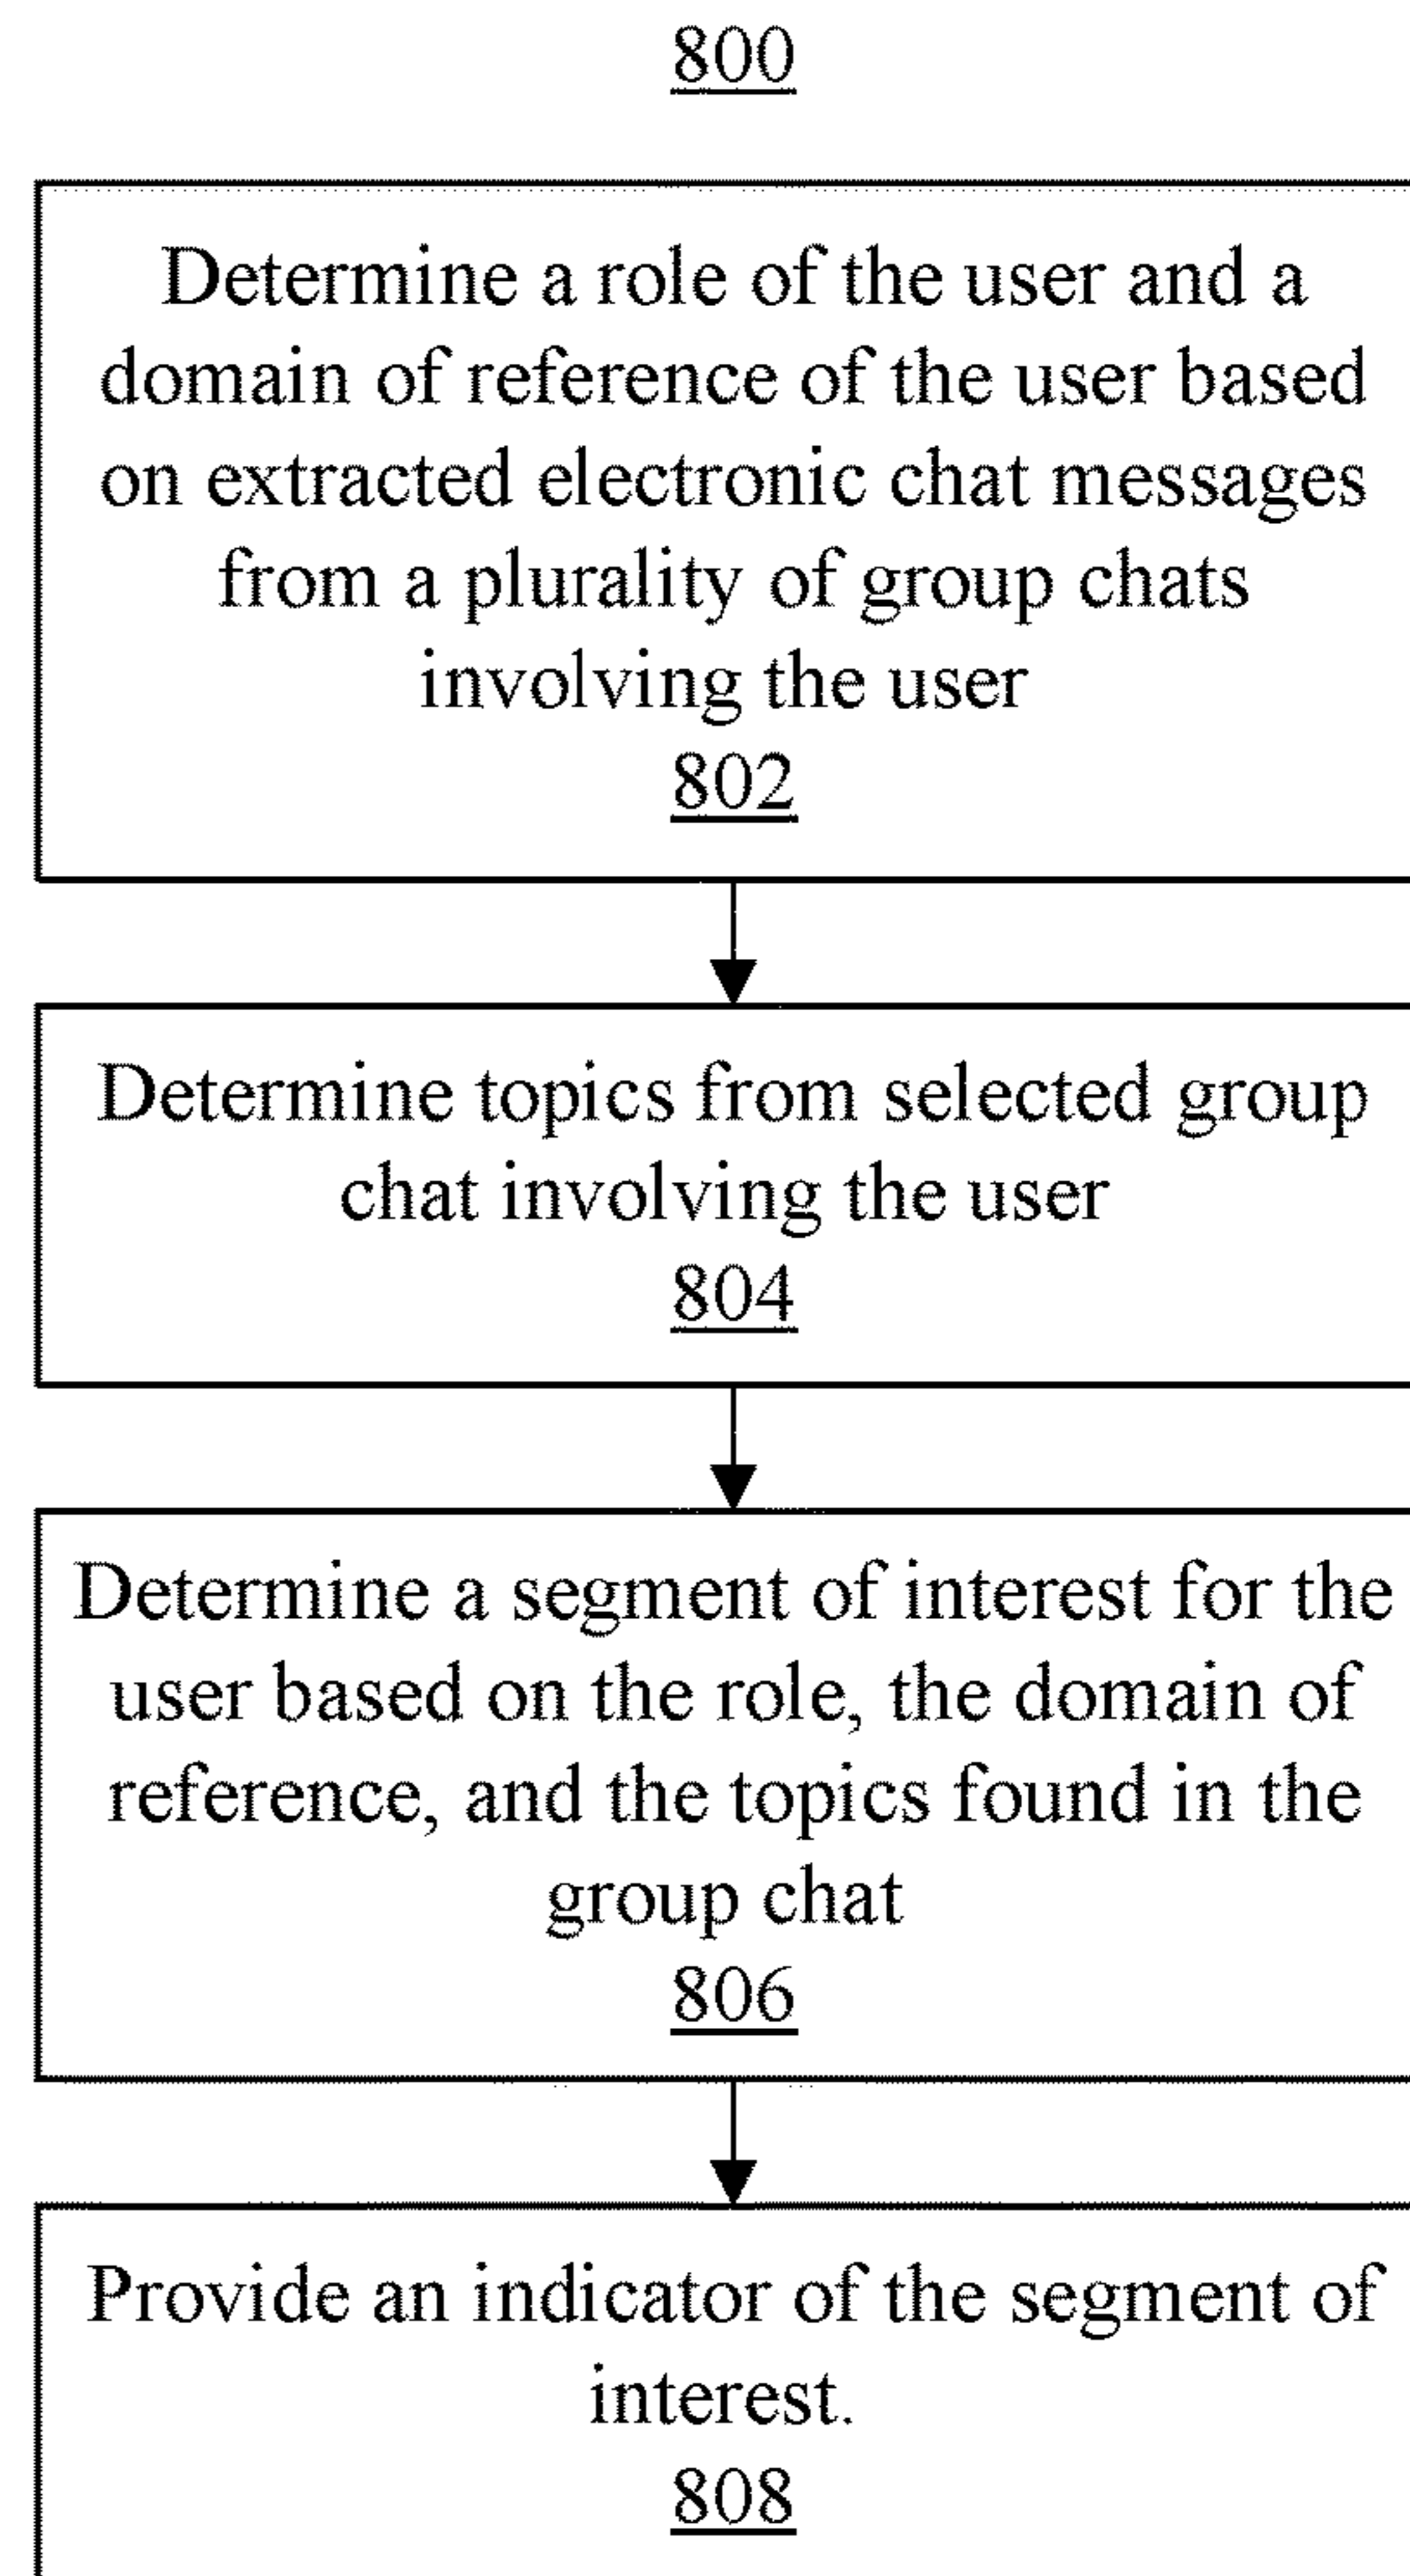 800
Determine a role of the user and a
domain of reference of the user based
on extracted electronic chat messages
from a plurality of group chats
involving the user
802
Determine topics from selected group
chat involving the user
804
Determine a segment of interest for the
user based on the role, the domain of
reference, and the topics found in the
group chat
806
Provide an indicator of the segment of
interest.
808